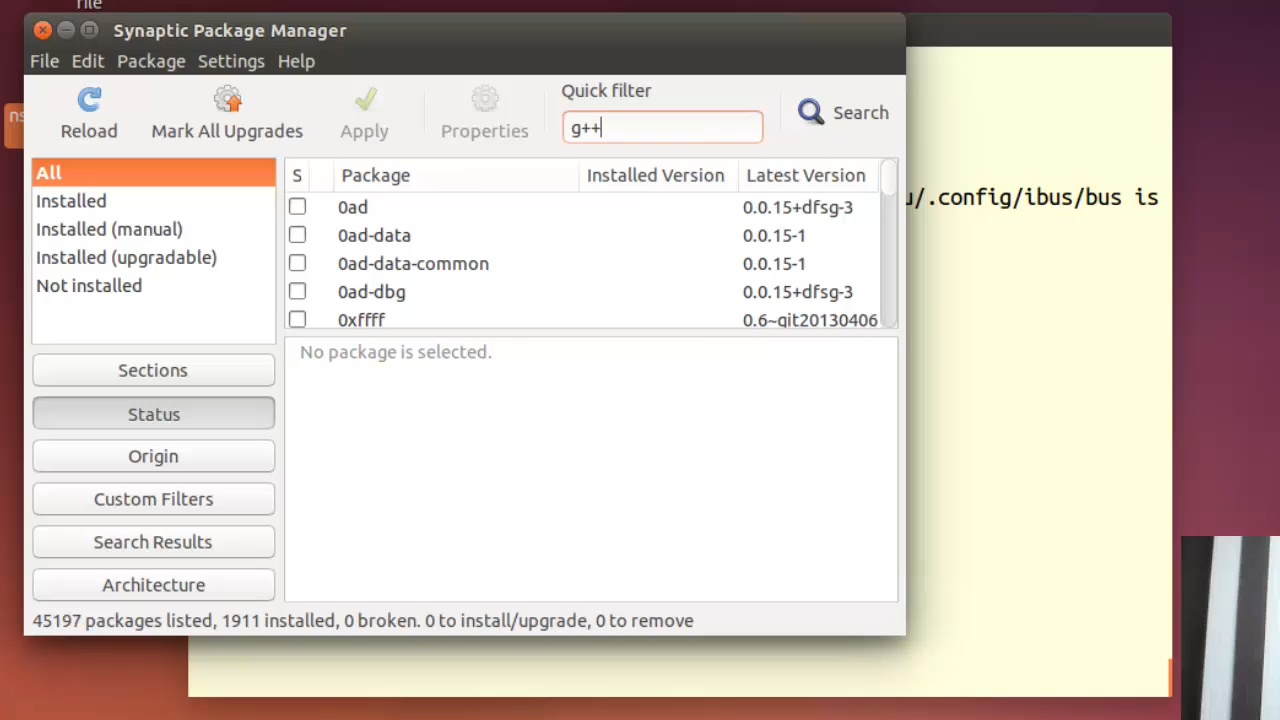 file
Synaptic Package Manager
File Edit Package Settings Help
Reload
Mark All Upgrades
Apply
Properties
Quick filter
g++
Search
ns
All
Installed
Installed (manual)
Installed (upgradable)
Not installed
S Package Installed Version Latest Version
0ad 0.0.15+dfsg-3
0ad-data 0.0.15-1
0ad-data-common 0.0.15-1
0ad-dbg 0.0.15+dfsg-3
0xffff 0.6~git20130406
u/.config/ibus/bus is
No package is selected.
Sections
Status
Origin
Custom Filters
Search Results
Architecture
45197 packages listed, 1911 installed, 0 broken. 0 to install/upgrade, 0 to remove